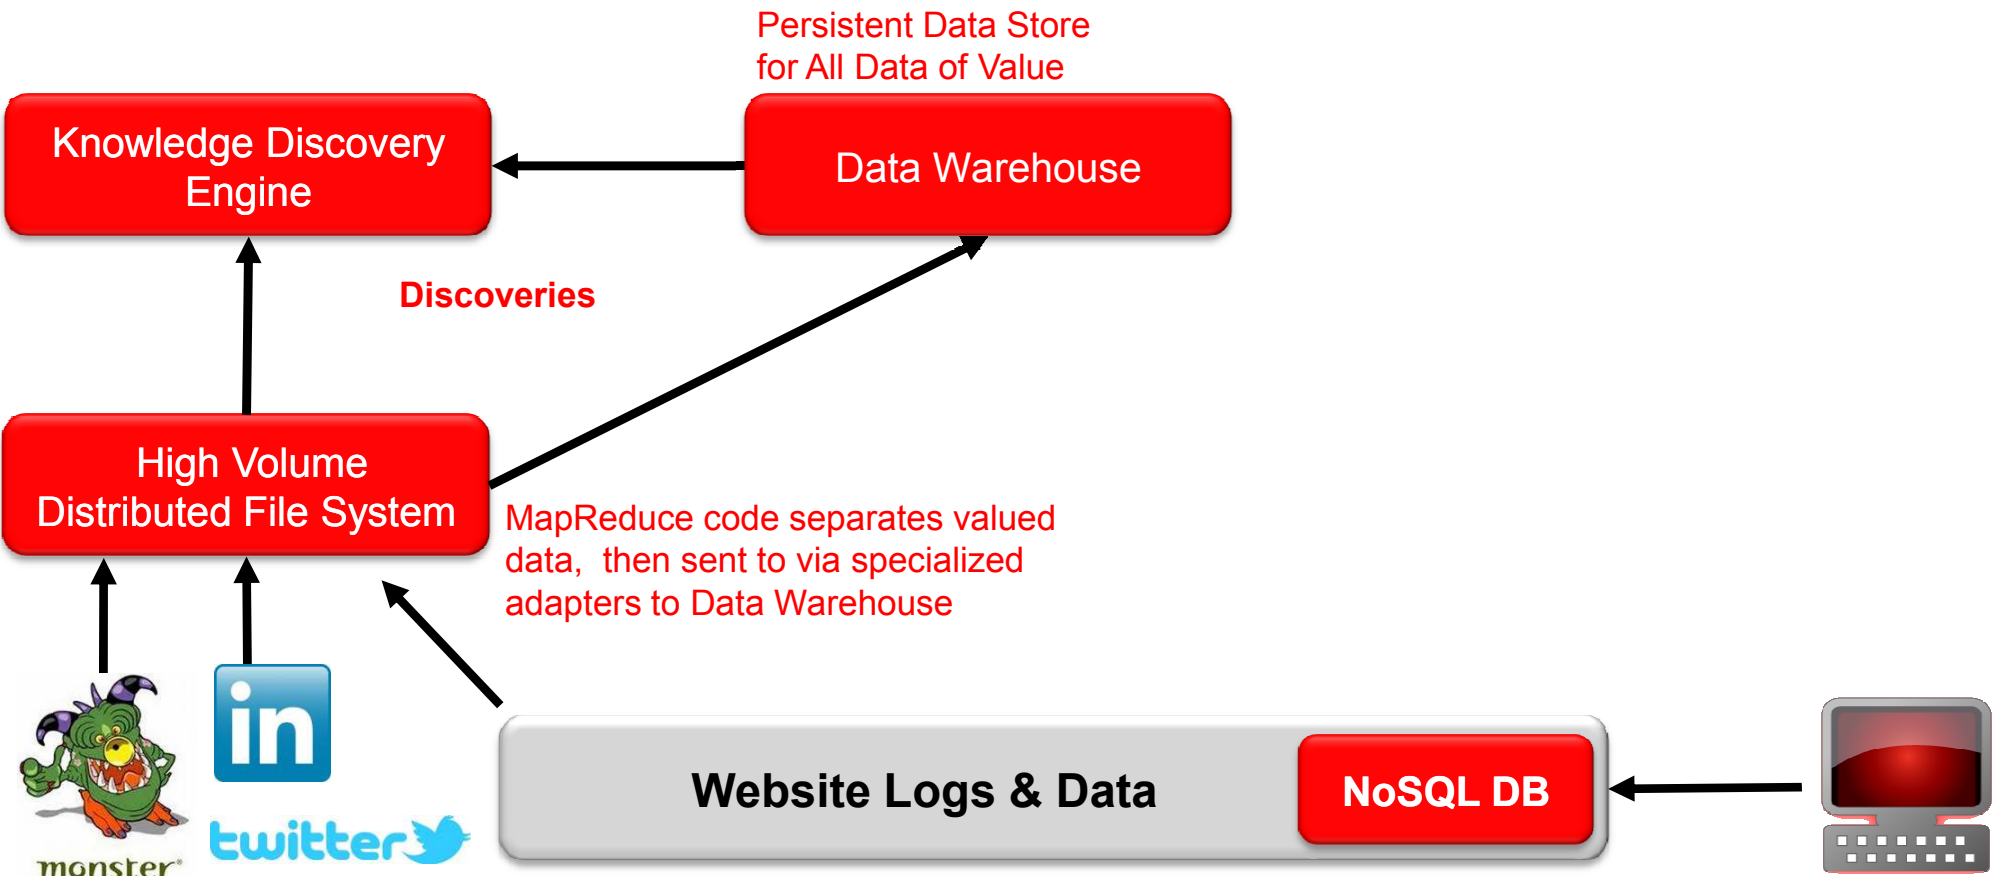 Persistent Data Store
for All Data of Value
Knowledge Discovery
Engine
Data Warehouse
Discoveries
High Volume
Distributed File System
MapReduce code separates valued
data,  then sent to via specialized
adapters to Data Warehouse
in
twitter
monster®
Website Logs & Data
NoSQL DB